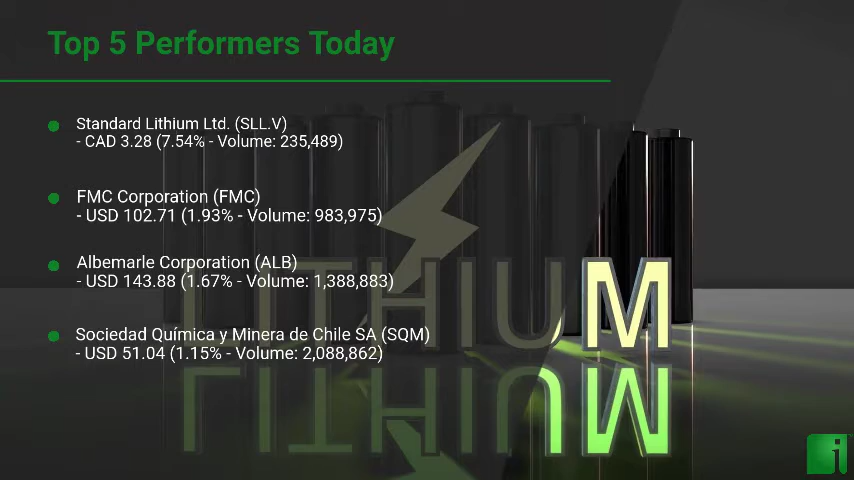 Top 5 Performers Today
Standard Lithium Ltd. (SLL.V)
- CAD 3.28 (7.54% - Volume: 235,489)
FMC Corporation (FMC)
- USD 102.71 (1.93% - Volume: 983,975)
Albemarle Corporation (ALB)
- USD 143.88 (1.67% - Volume: 1,388,883)
Sociedad Química y Minera de Chile SA (SQM)
- USD 51.04 (1.15% - Volume: 2,088,862)
LITHIUM
i